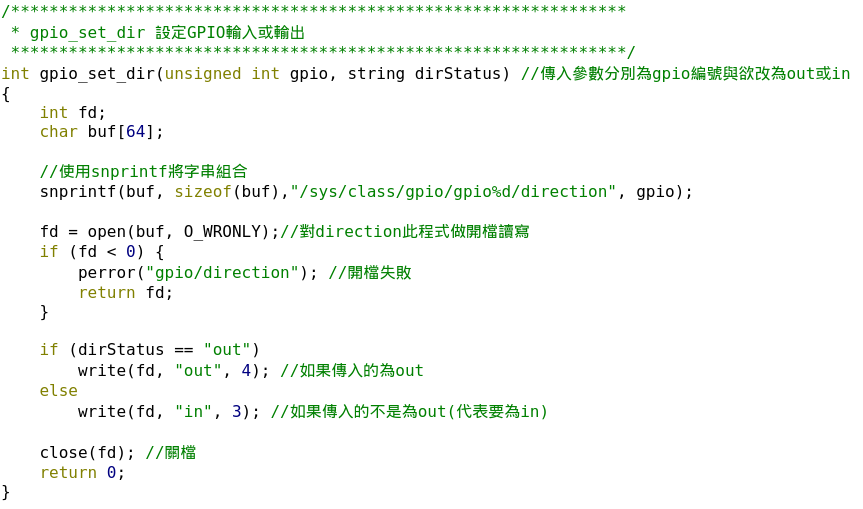 /****************************************************************
 * gpio_set_dir 設定GPIO輸入或輸出
 ****************************************************************/
int gpio_set_dir(unsigned int gpio, string dirStatus) //傳入參數分別為gpio編號與欲改為out或in
{
    int fd;
    char buf[64];

    //使用snprintf將字串組合
    snprintf(buf, sizeof(buf),"/sys/class/gpio/gpio%d/direction", gpio);

    fd = open(buf, O_WRONLY);//對direction此程式做開檔讀寫
    if (fd < 0) {
        perror("gpio/direction"); //開檔失敗
        return fd;
    }

    if (dirStatus == "out")
        write(fd, "out", 4); //如果傳入的為out
    else
        write(fd, "in", 3); //如果傳入的不是為out(代表要為in)

    close(fd); //關檔
    return 0;
}